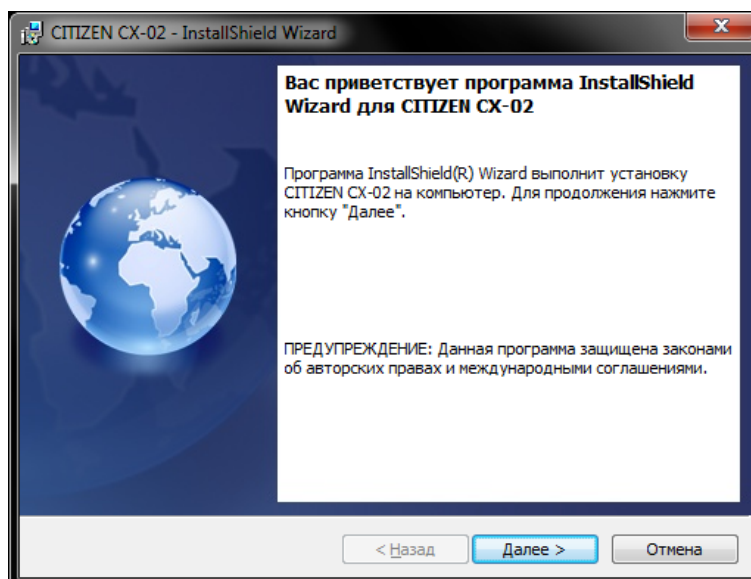 CITIZEN CX-02 - InstallShield Wizard
Вас приветствует программа InstallShield
Wizard для CITIZEN CX-02
Программа InstallShield(R) Wizard выполнит установку
CITIZEN CX-02 на компьютер. Для продолжения нажмите
кнопку "Далее".
ПРЕДУПРЕЖДЕНИЕ: Данная программа защищена законами
об авторских правах и международными соглашениями.
< Назад
Далее >
Отмена